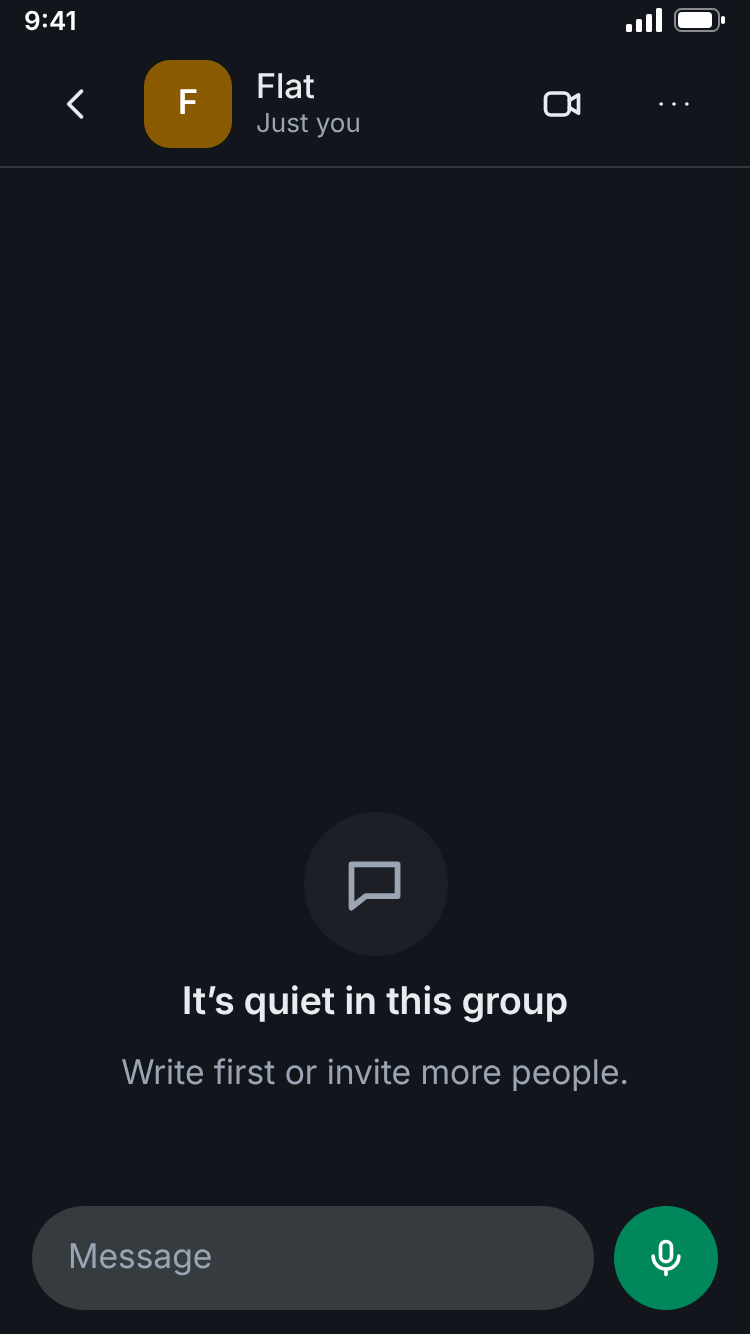 9:41
F
Flat
Just you
It’s quiet in this group
Write first or invite more people.
Message